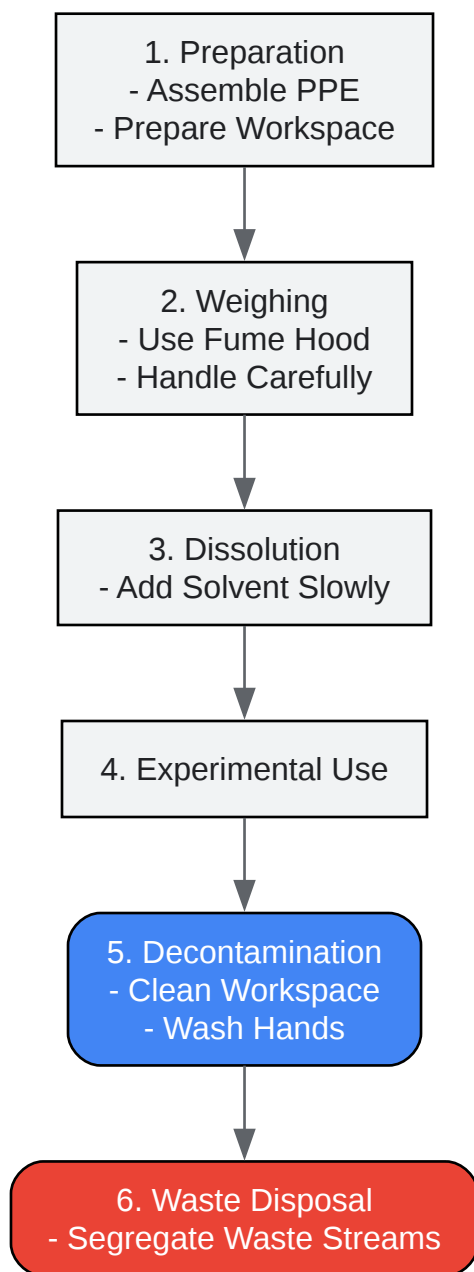 1. Preparation
- Assemble PPE
- Prepare Workspace
2. Weighing
- Use Fume Hood
- Handle Carefully
3. Dissolution
- Add Solvent Slowly
4. Experimental Use
5. Decontamination
- Clean Workspace
- Wash Hands
6. Waste Disposal
- Segregate Waste Streams